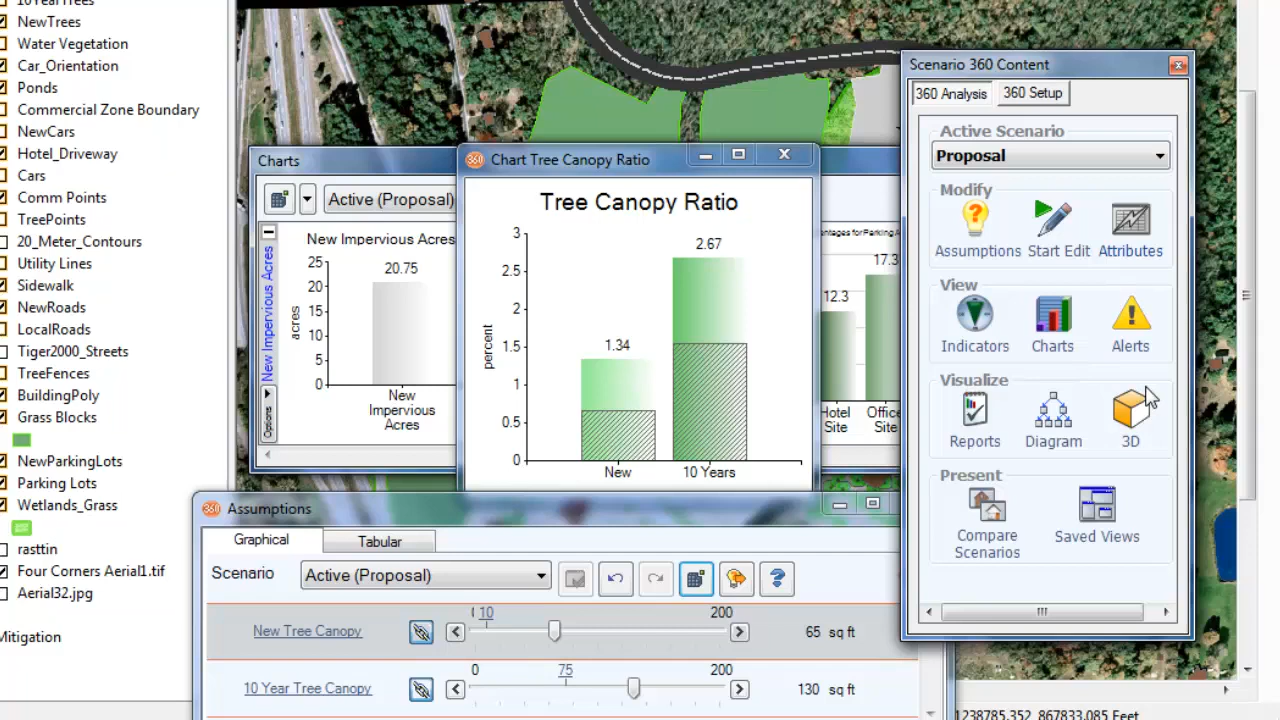 10YearTrees
NewTrees
Water Vegetation
Car_Orientation
Ponds
Commercial Zone Boundary
NewCars
Hotel_Driveway
Cars
Comm Points
TreePoints
20_Meter_Contours
Utility Lines
Sidewalk
NewRoads
LocalRoads
Tiger2000_Streets
TreeFences
BuildingPoly
Grass Blocks
NewParkingLots
Parking Lots
Wetlands_Grass
rasttin
Four Corners Aerial1.tif
Aerial32.jpg
Mitigation
Charts
Active (Proposal)
New Impervious Acres
New Impervious Acres
Options
acres
25
20
15
10
5
0
20.75
New
Impervious
Acres
360 Chart Tree Canopy Ratio
Tree Canopy Ratio
percent
3
2.5
2
1.5
1
0.5
0
1.34
2.67
New
10 Years
ntages for Parking A
12.3
17.3
Hotel
Site
Office
Site
Scenario 360 Content
360 Analysis
360 Setup
Active Scenario
Proposal
Modify
Assumptions
Start Edit
Attributes
View
Indicators
Charts
Alerts
Visualize
Reports
Diagram
3D
Present
Compare
Scenarios
Saved Views
360 Assumptions
Graphical
Tabular
Scenario
Active (Proposal)
New Tree Canopy
10
200
65 sq ft
10 Year Tree Canopy
0
75
200
130 sq ft
1238785.352 867833.085 Feet